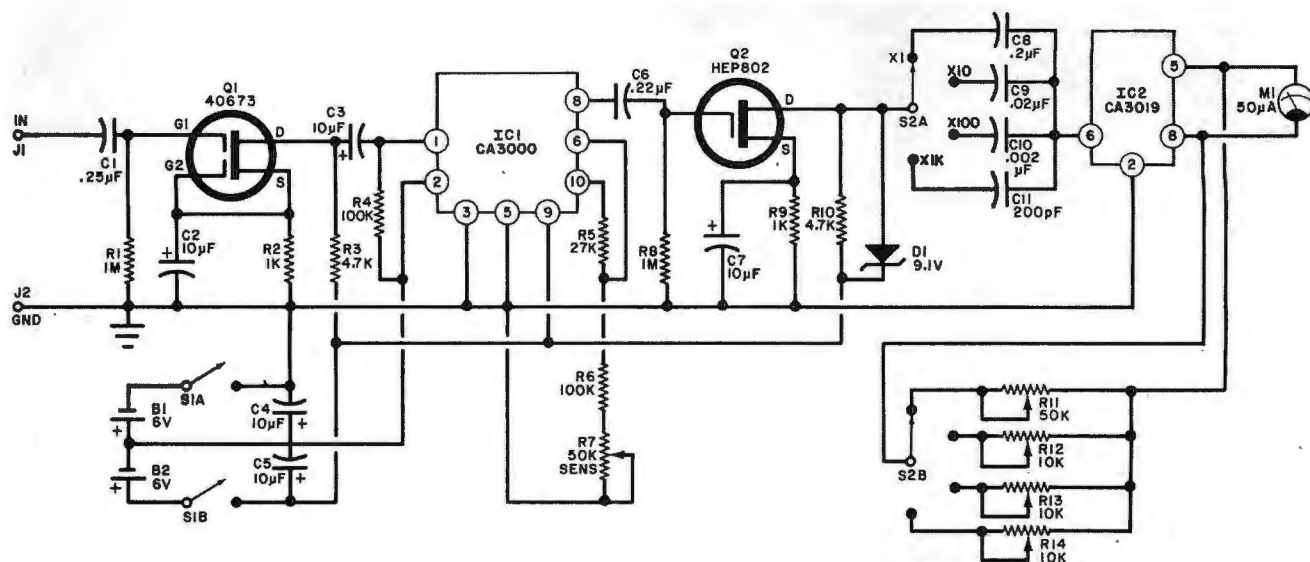 IN
J1
C1
.25µF
R1
1M
J2
GND
Q1
40673
G1
G2
D
S
C2
10µF
+
R2
1K
C3
10µF
+
R3
4.7K
R4
100K
IC1
CA3000
1
2
3
5
9
8
6
10
R5
27K
C6
.22µF
R8
1M
Q2
HEP802
D
S
+
C7
10µF
R9
1K
R10
4.7K
D1
9.1V
X1
X10
X100
X1K
S2A
C8
.2µF
C9
.02µF
C10
.002
µF
C11
200pF
IC2
CA3019
6
2
5
8
M1
50µA
S1A
B1
6V
+
B2
6V
+
S1B
C4
10µF
+
C5
10µF
+
R6
100K
R7
50K
SENS
S2B
R11
50K
R12
10K
R13
10K
R14
10K